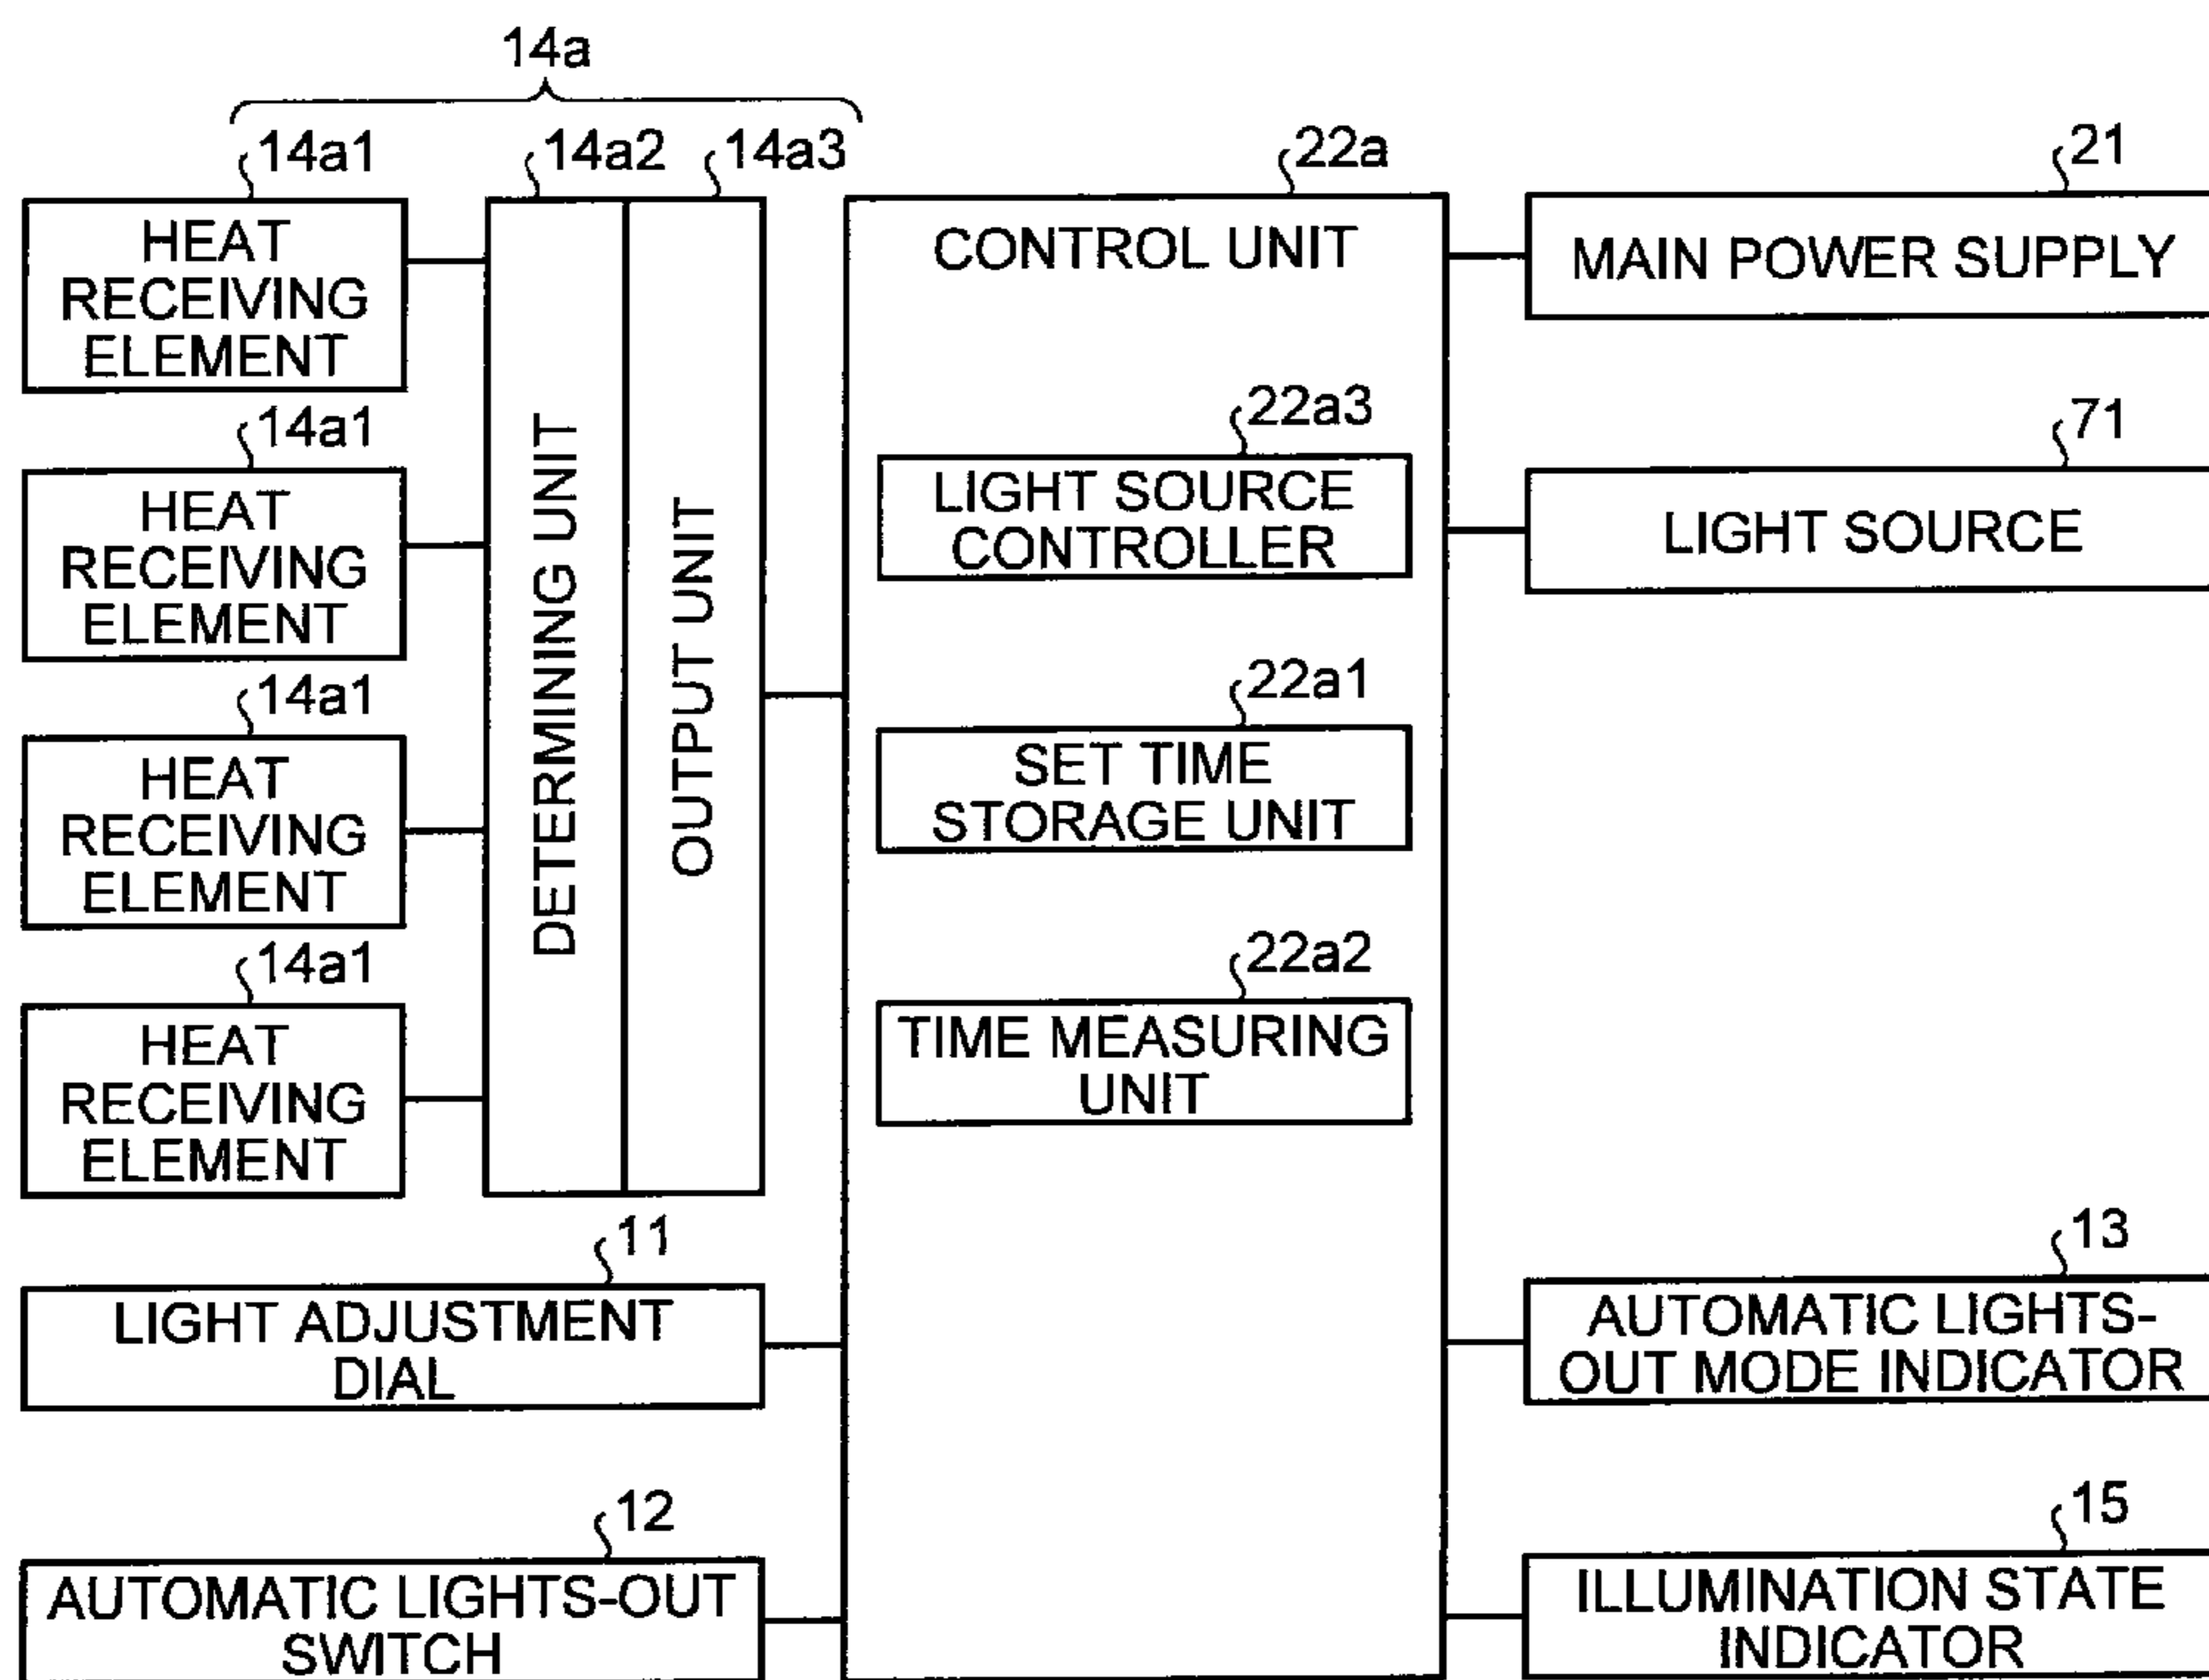 14a
14a1
14a2
14a3
22a
21
HEAT
RECEIVING
ELEMENT
CONTROL UNIT
MAIN POWER SUPPLY
14a1
HEAT
RECEIVING
ELEMENT
DETERMINING UNIT
OUTPUT UNIT
22a3
LIGHT SOURCE
CONTROLLER
71
LIGHT SOURCE
14a1
HEAT
RECEIVING
ELEMENT
22a1
SET TIME
STORAGE UNIT
14a1
HEAT
RECEIVING
ELEMENT
22a2
TIME MEASURING
UNIT
11
LIGHT ADJUSTMENT
DIAL
13
AUTOMATIC LIGHTS-
OUT MODE INDICATOR
12
AUTOMATIC LIGHTS-OUT
SWITCH
15
ILLUMINATION STATE
INDICATOR